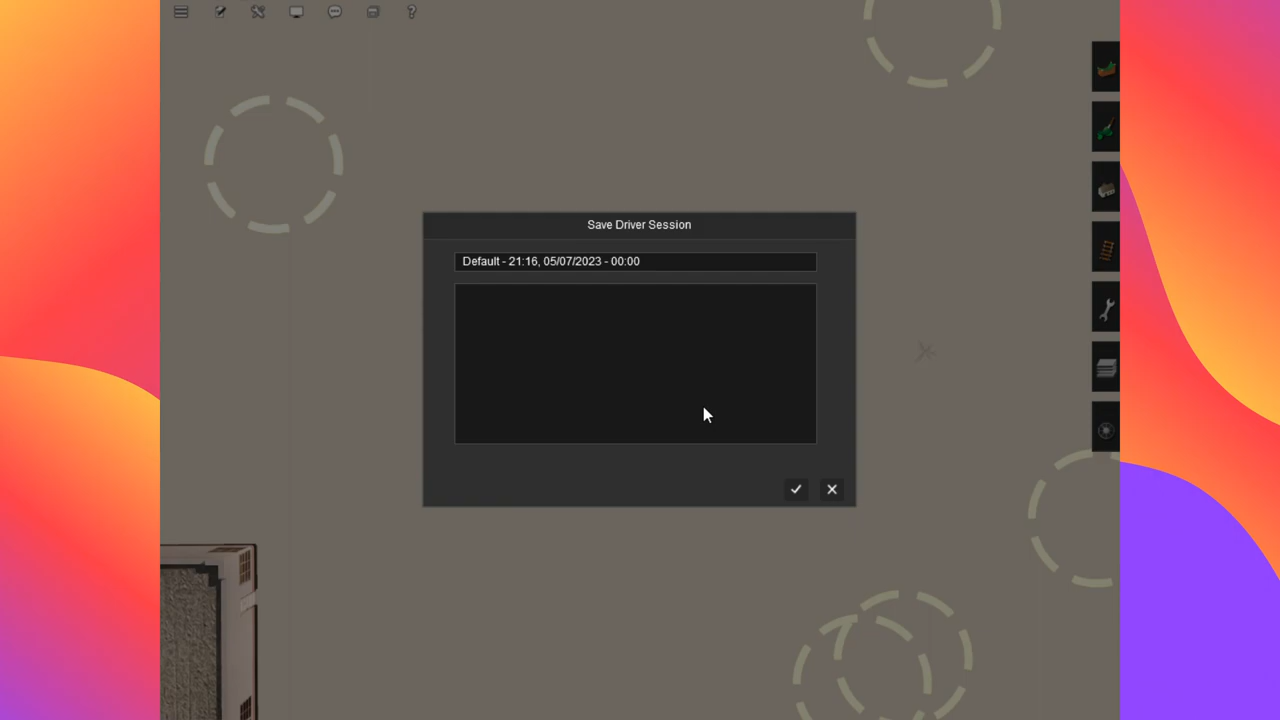 Save Driver Session
Default - 21:16, 05/07/2023 - 00:00